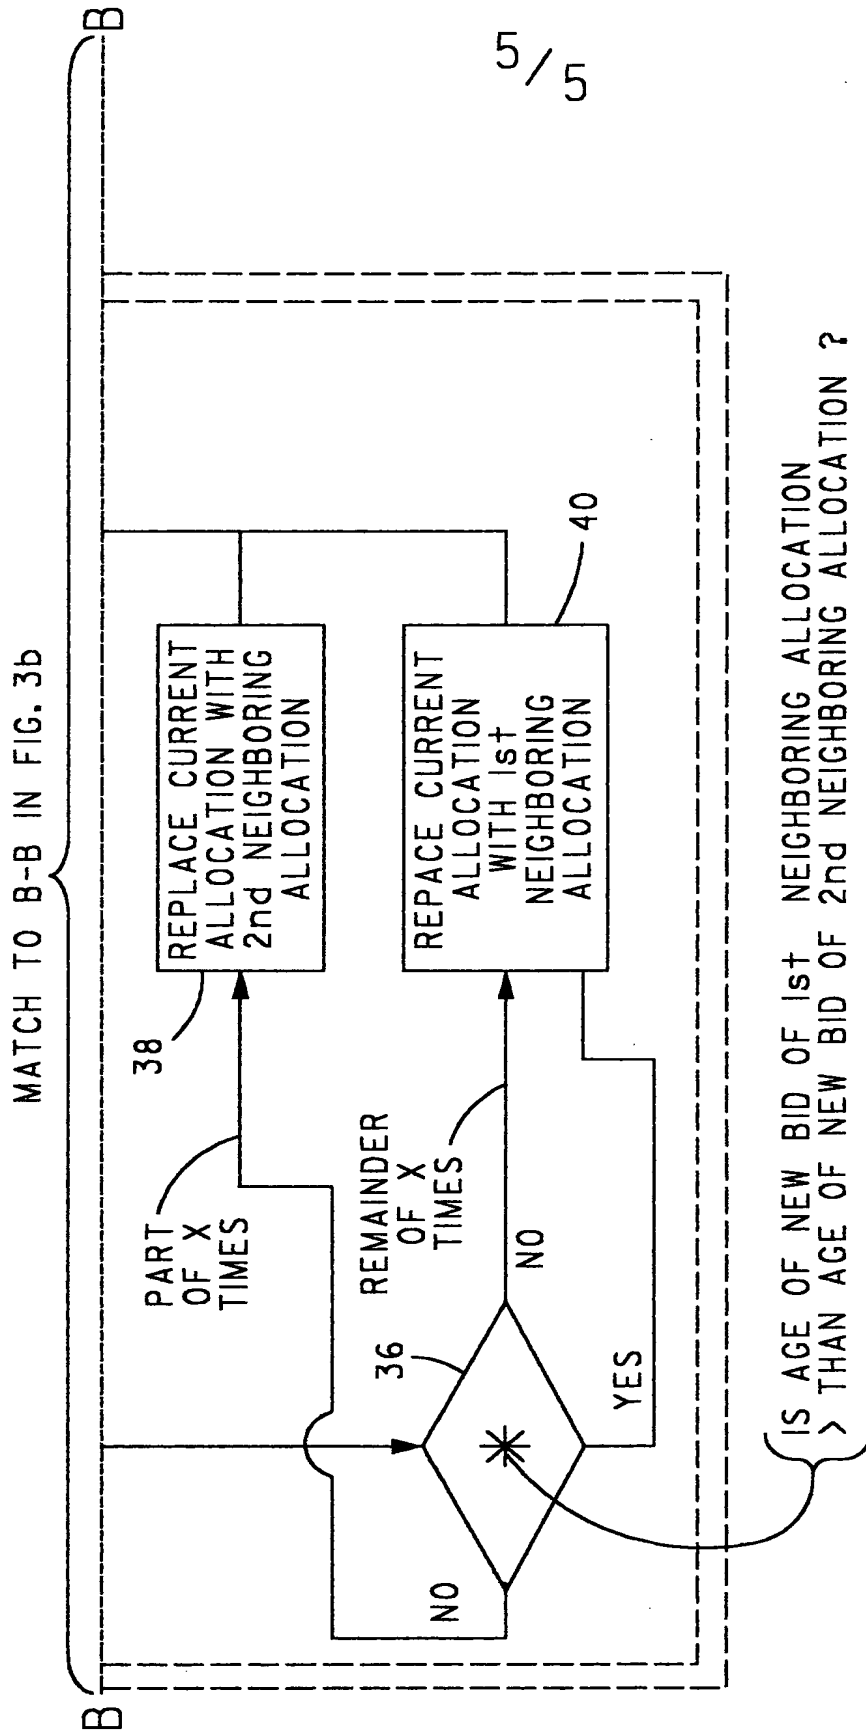 MATCH TO B-B IN FIG. 3b
B
B
5/5
38
REPLACE CURRENT
ALLOCATION WITH
2nd NEIGHBORING
ALLOCATION
PART
OF X
TIMES
REMAINDER
OF X
TIMES
REPACE CURRENT
ALLOCATION
WITH 1st
NEIGHBORING
ALLOCATION
40
36
NO
NO
YES
IS AGE OF NEW BID OF 1st NEIGHBORING ALLOCATION
> THAN AGE OF NEW BID OF 2nd NEIGHBORING ALLOCATION ?